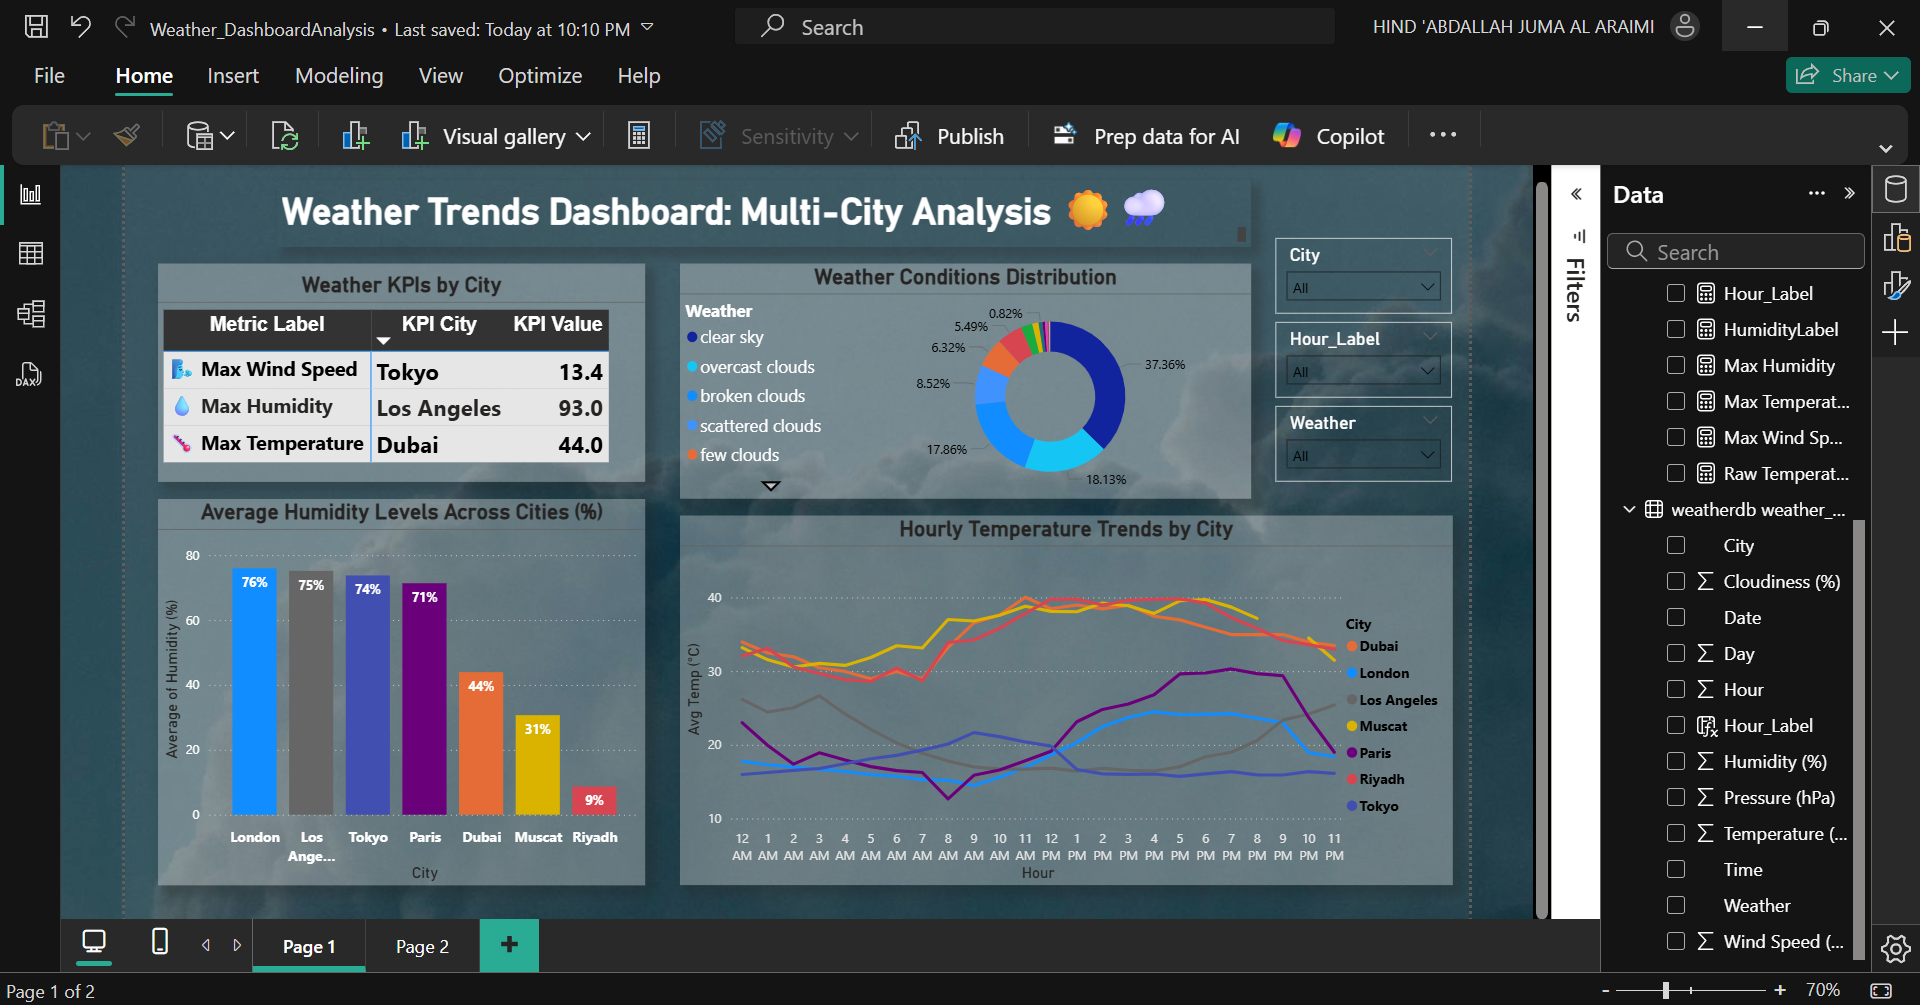 Weather_DashboardAnalysis • Last saved: Today at 10:10 PM
Search
HIND 'ABDALLAH JUMA AL ARAIMI
File Home Insert Modeling View Optimize Help
Share
Visual gallery
Sensitivity
Publish
Prep data for AI
Copilot
Weather Trends Dashboard: Multi-City Analysis
Weather KPIs by City
Metric Label KPI City KPI Value
Max Wind Speed Tokyo 13.4
Max Humidity Los Angeles 93.0
Max Temperature Dubai 44.0
Weather Conditions Distribution
Weather
clear sky
overcast clouds
broken clouds
scattered clouds
few clouds
0.82%
5.49%
6.32%
8.52%
17.86%
18.13%
37.36%
City
All
Hour_Label
All
Weather
All
Average Humidity Levels Across Cities (%)
Average of Humidity (%)
80
60
40
20
0
76%
75%
74%
71%
44%
31%
9%
London Los Ange... Tokyo Paris Dubai Muscat Riyadh
City
Hourly Temperature Trends by City
Avg Temp (°C)
40
30
20
10
12 1 2 3 4 5 6 7 8 9 10 11 12 1 2 3 4 5 6 7 8 9 10 11
AM AM AM AM AM AM AM AM AM AM AM AM PM PM PM PM PM PM PM PM PM PM PM PM
Hour
City
Dubai
London
Los Angeles
Muscat
Paris
Riyadh
Tokyo
Filters
Data
Search
Hour_Label
HumidityLabel
Max Humidity
Max Temperat...
Max Wind Sp...
Raw Temperat...
weatherdb weather_...
City
Cloudiness (%)
Date
Day
Hour
Hour_Label
Humidity (%)
Pressure (hPa)
Temperature (...
Time
Weather
Wind Speed (...
DAX
Page 1
Page 2
Page 1 of 2
70%